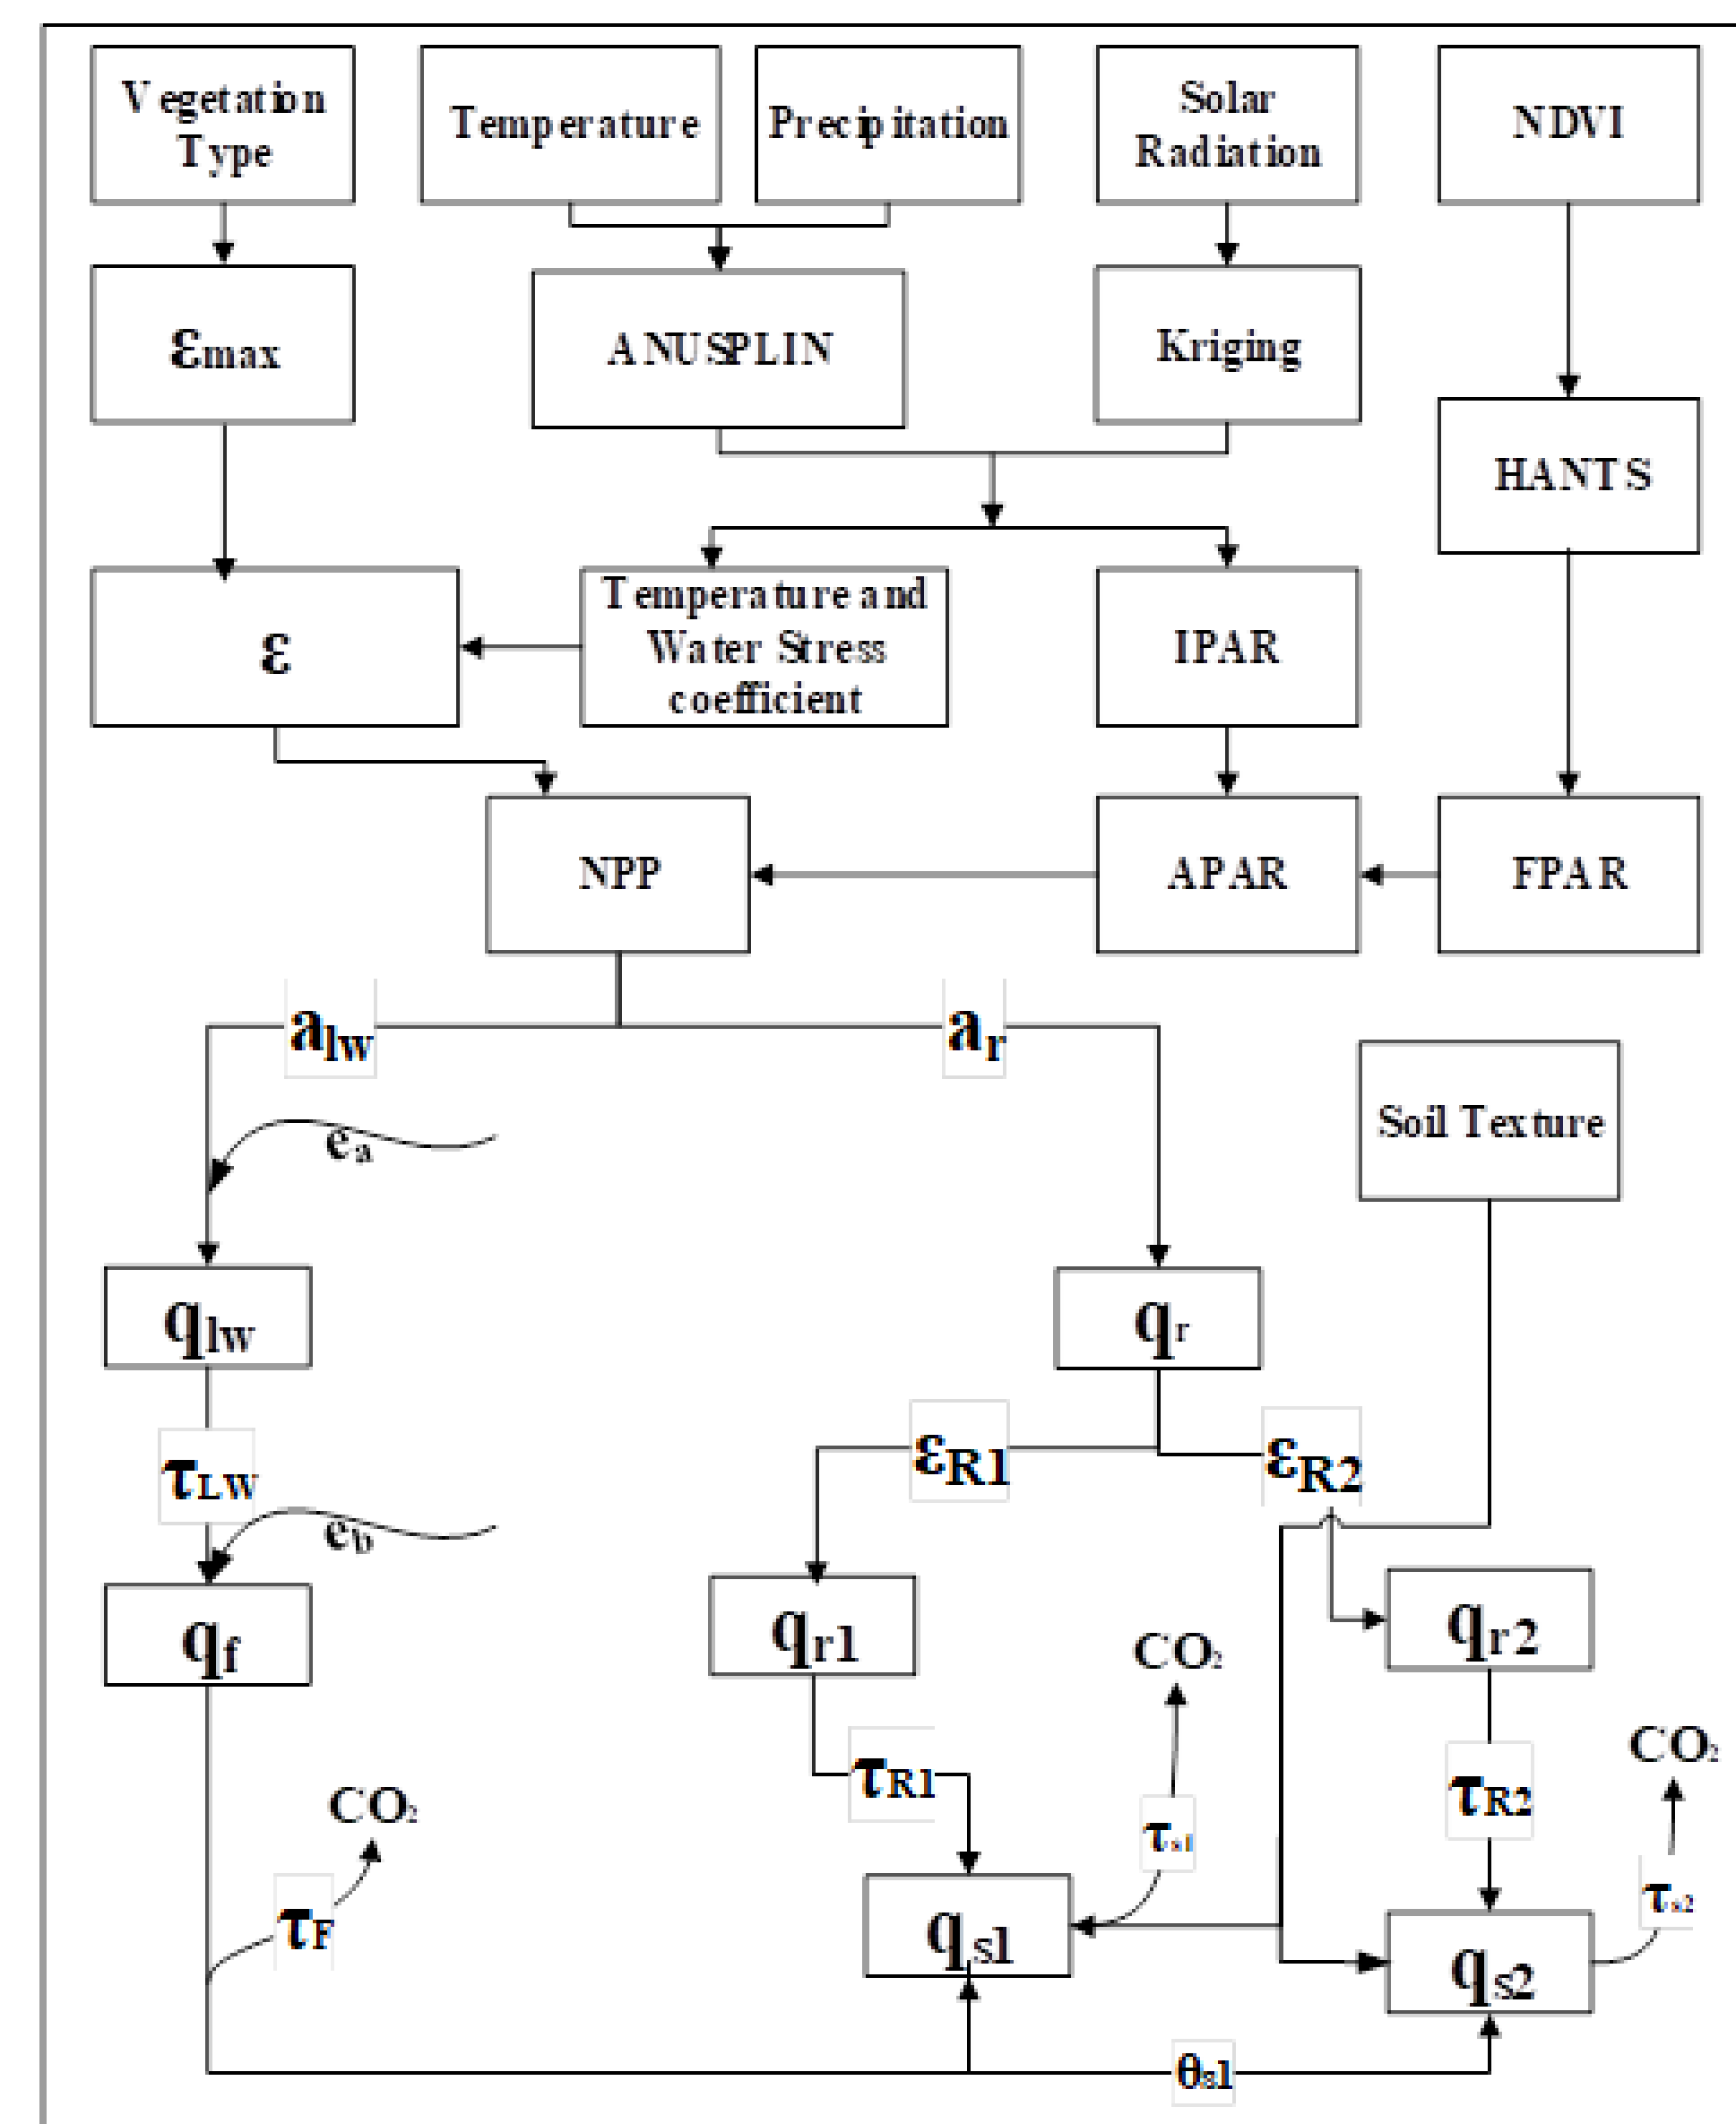 Vegetation
Type
Temperature
Precipitation
Solar
Radiation
NDVI
εmax
ANUSPLIN
Kriging
HANTS
ε
Temperature and
Water Stress
coefficient
IPAR
NPP
APAR
FPAR
alw
ar
Soil Texture
ea
qlw
qr
τLW
εR1
εR2
eb
qf
qr1
qr2
CO₂
τR1
τs1
τR2
CO₂
CO₂
τF
qs1
qs2
τs2
θs1